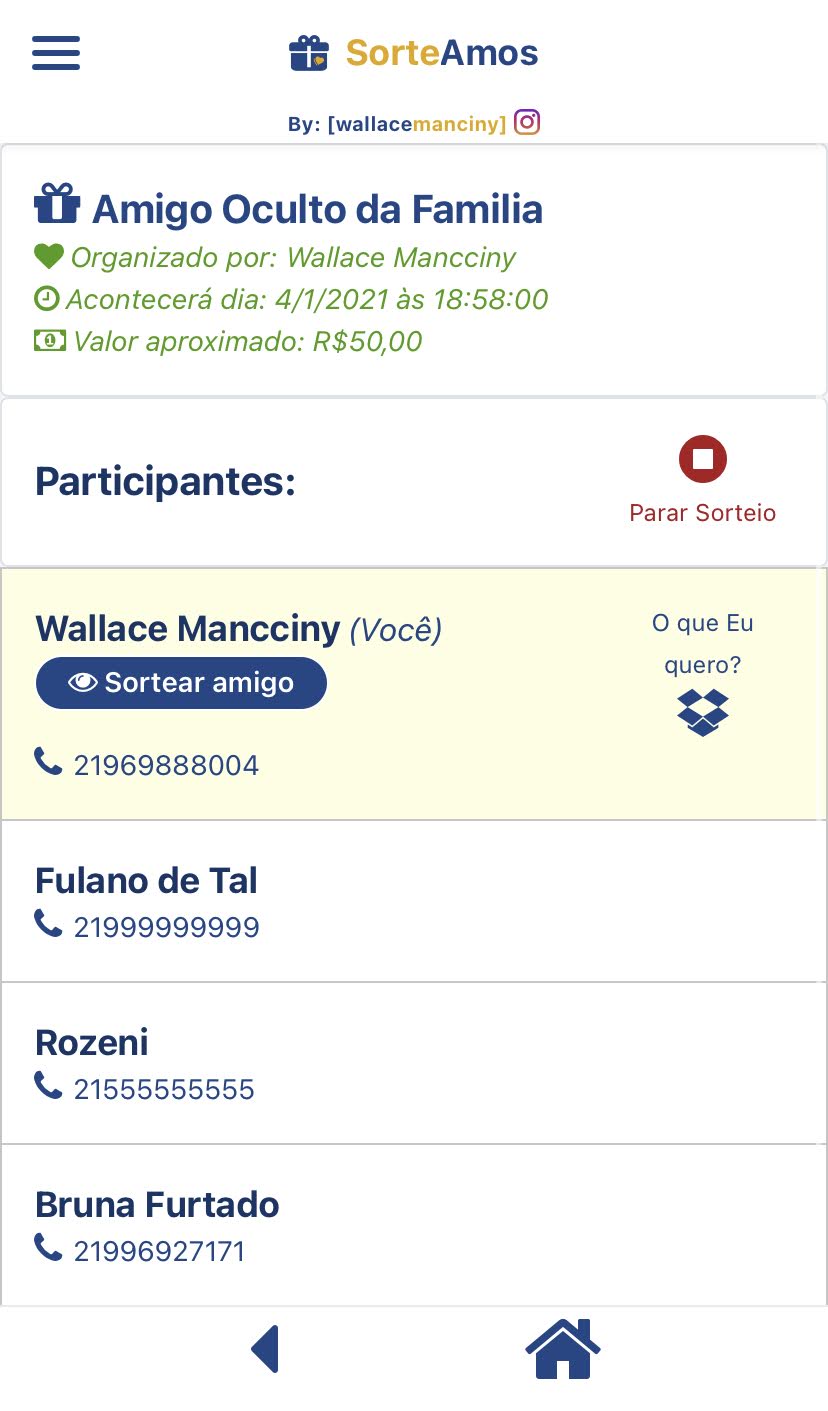 SorteAmos
By: [wallacemanciny]
Amigo Oculto da Familia
Organizado por: Wallace Mancciny
Acontecerá dia: 4/1/2021 às 18:58:00
Valor aproximado: R$50,00
Participantes:
Parar Sorteio
Wallace Mancciny (Você)
Sortear amigo
21969888004
O que Eu
quero?
Fulano de Tal
21999999999
Rozeni
21555555555
Bruna Furtado
21996927171